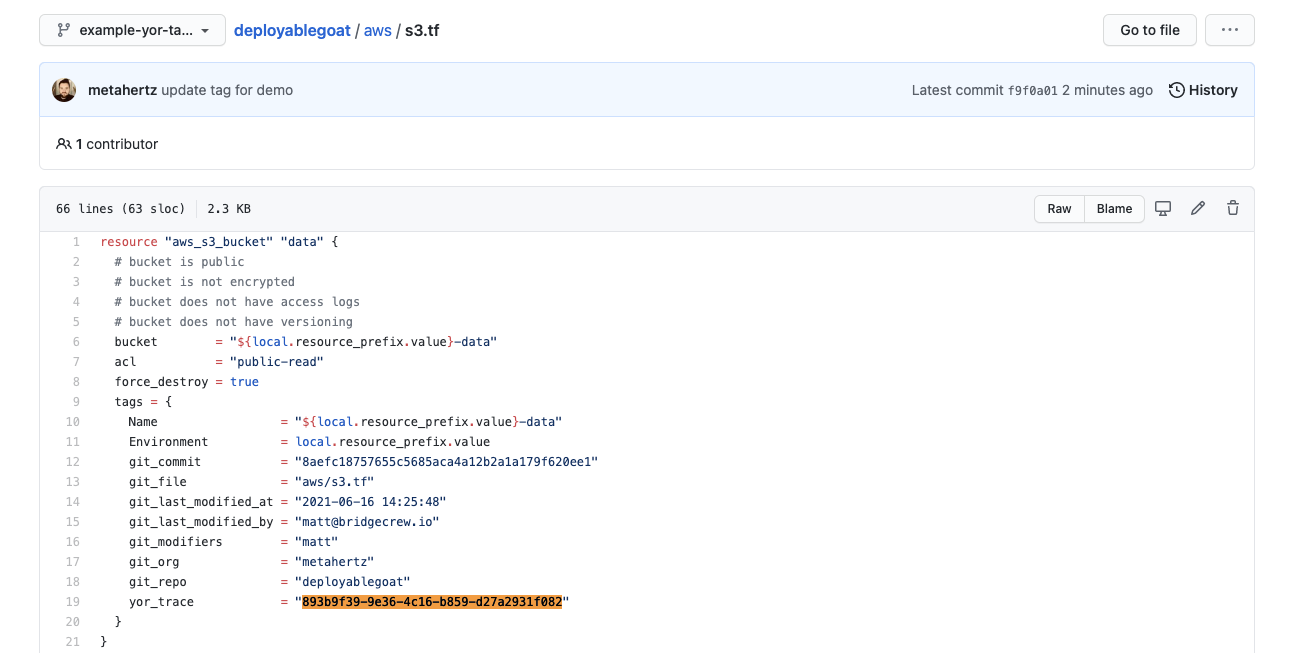 example-yor-ta... deployablegoat / aws / s3.tf Go to file ...
metahertz update tag for demo Latest commit f9f0a01 2 minutes ago History
1 contributor
66 lines (63 sloc) 2.3 KB Raw Blame
1 resource "aws_s3_bucket" "data" {
2 # bucket is public
3 # bucket is not encrypted
4 # bucket does not have access logs
5 # bucket does not have versioning
6 bucket = "${local.resource_prefix.value}-data"
7 acl = "public-read"
8 force_destroy = true
9 tags = {
10 Name = "${local.resource_prefix.value}-data"
11 Environment = local.resource_prefix.value
12 git_commit = "8aefc18757655c5685aca4a12b2a1a179f620ee1"
13 git_file = "aws/s3.tf"
14 git_last_modified_at = "2021-06-16 14:25:48"
15 git_last_modified_by = "matt@bridgecrew.io"
16 git_modifiers = "matt"
17 git_org = "metahertz"
18 git_repo = "deployablegoat"
19 yor_trace = "893b9f39-9e36-4c16-b859-d27a2931f082"
20 }
21 }